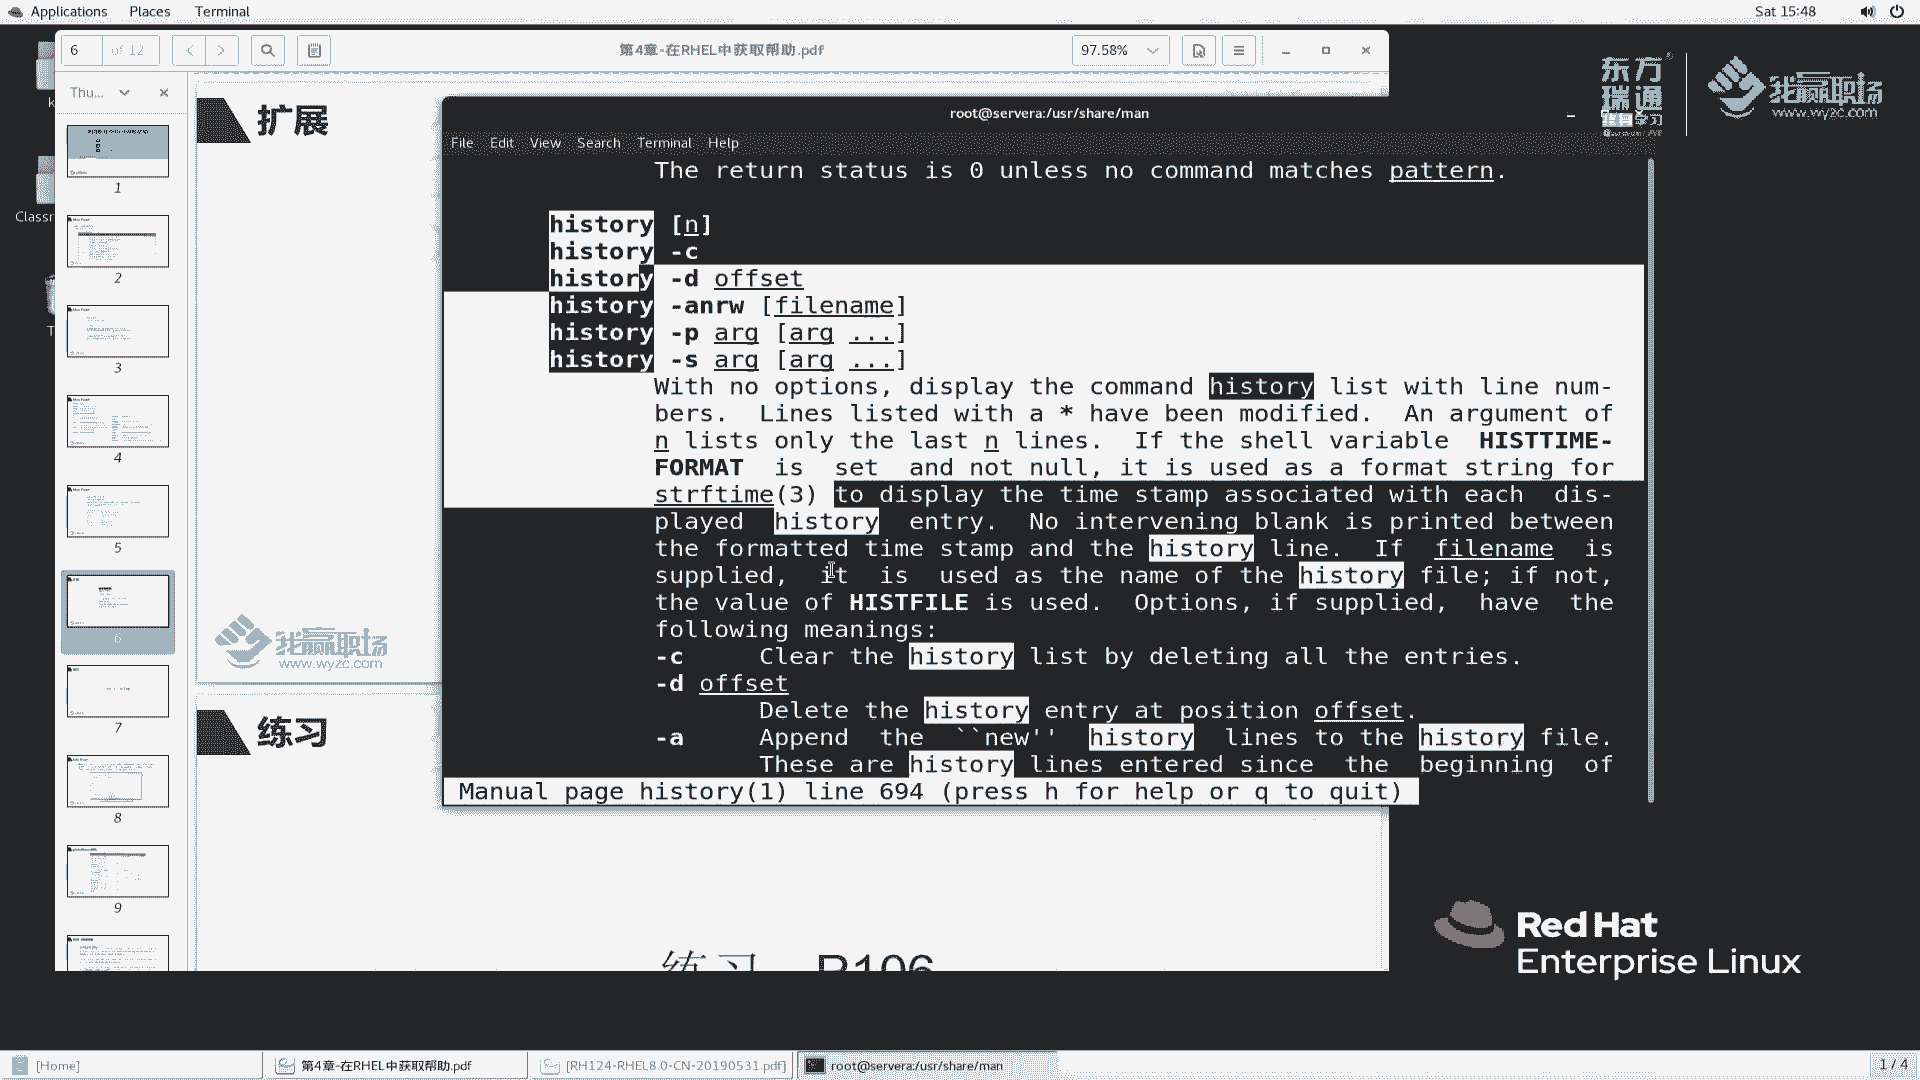 Applications Places Terminal Sat 15:48
6 of 12 第4章-在RHEL中获取帮助.pdf 97.58%
Thu...
1
2
3
4
5
6
7
8
9
扩展
练习
练习 P106
我赢职场
www.wyzc.com
东方
瑞通
我赢职场
www.wyzc.com
root@servera:/usr/share/man
File Edit View Search Terminal Help
The return status is 0 unless no command matches pattern.
history [n]
history -c
history -d offset
history -anrw [filename]
history -p arg [arg ...]
history -s arg [arg ...]
With no options, display the command history list with line num-
bers. Lines listed with a * have been modified. An argument of
n lists only the last n lines. If the shell variable HISTTIME-
FORMAT is set and not null, it is used as a format string for
strftime(3) to display the time stamp associated with each dis-
played history entry. No intervening blank is printed between
the formatted time stamp and the history line. If filename is
supplied, it is used as the name of the history file; if not,
the value of HISTFILE is used. Options, if supplied, have the
following meanings:
-c Clear the history list by deleting all the entries.
-d offset
Delete the history entry at position offset.
-a Append the ``new'' history lines to the history file.
These are history lines entered since the beginning of
Manual page history(1) line 694 (press h for help or q to quit)
Red Hat
Enterprise Linux
[Home] 第4章-在RHEL中获取帮助.pdf [RH124-RHEL8.0-CN-20190531.pdf] root@servera:/usr/share/man 1 / 4